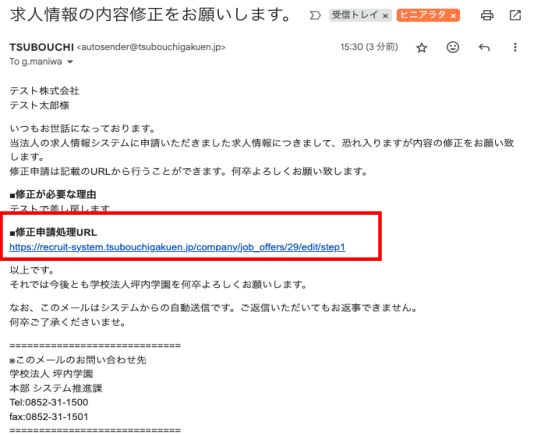 求人情報の内容修正をお願いします。 受信トレイ × ヒニアラタ ×
TSUBOUCHI <autosender@tsubouchigakuen.jp> 15:30 (3 分前)
To g.maniwa
テスト株式会社
テスト太郎様
いつもお世話になっております。
当法人の求人情報システムに申請いただきました求人情報につきまして、恐れ入りますが内容の修正をお願い致
します。
修正申請は記載のURLから行うことができます。何卒よろしくお願い致します。
■修正が必要な理由
テストで差し戻します
■修正申請処理URL
https://recruit-system.tsubouchigakuen.jp/company/job_offers/29/edit/step1
以上です。
それでは今後とも学校法人坪内学園を何卒よろしくお願いします。
なお、このメールはシステムからの自動送信です。ご返信いただいてもお返事できません。
何卒ご了承くださいませ。
=============================
※このメールのお問い合わせ先
学校法人 坪内学園
本部 システム推進課
Tel:0852-31-1500
fax:0852-31-1501
=============================